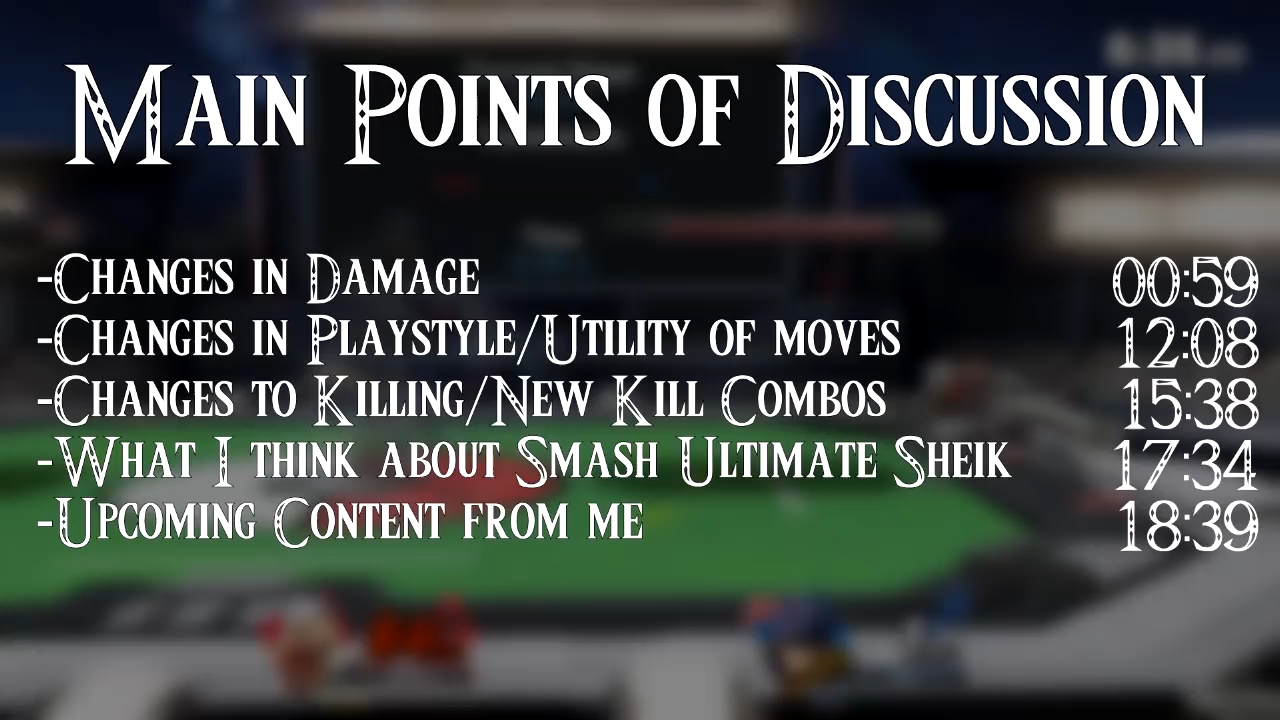 Main Points of Discussion
-Changes in Damage 00:59
-Changes in Playstyle/Utility of moves 12:08
-Changes to Killing/New Kill Combos 15:38
-What I think about Smash Ultimate Sheik 17:34
-Upcoming Content from me 18:39